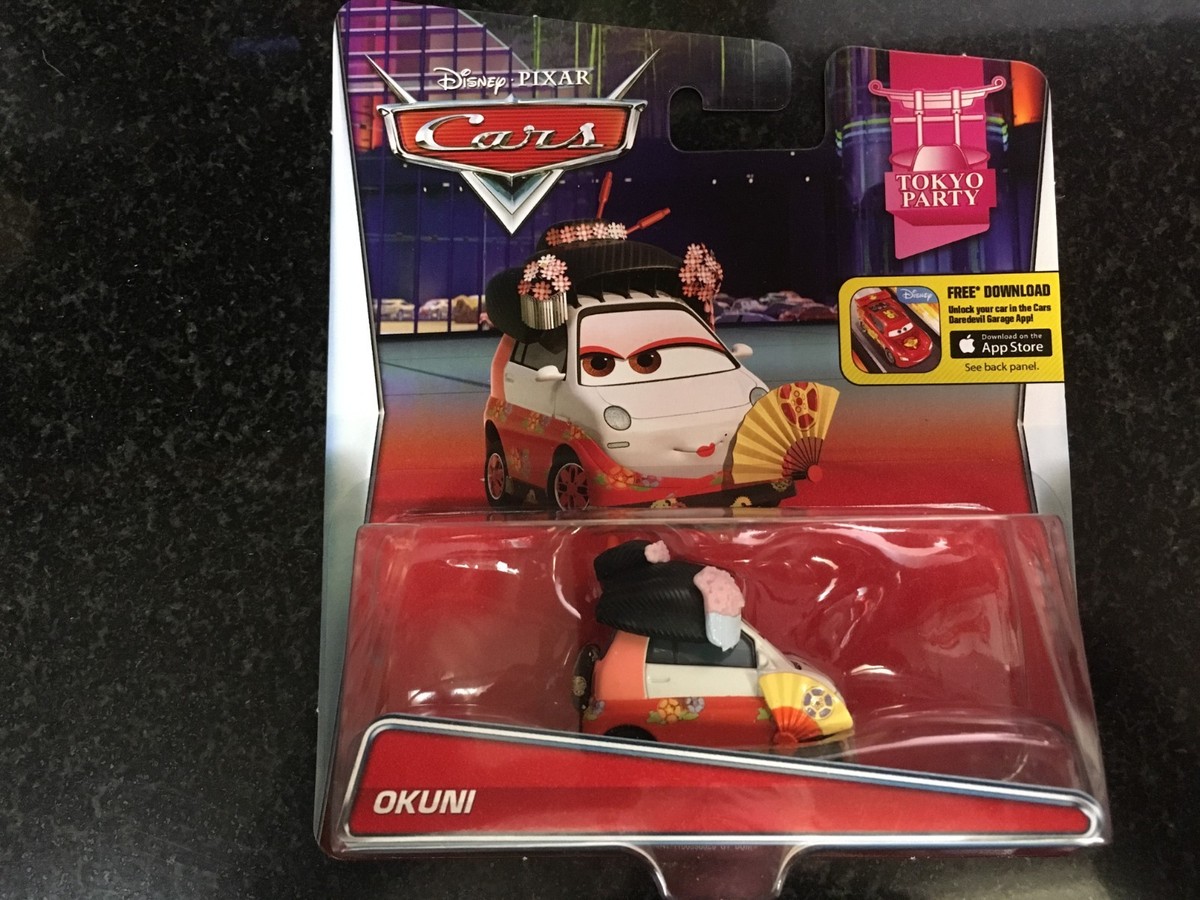 Disney·PIXAR
Cars
TOKYO
PARTY
Disney
FREE* DOWNLOAD
Unlock your car in the Cars
Daredevil Garage App!
Download on the
App Store
See back panel.
OKUNI